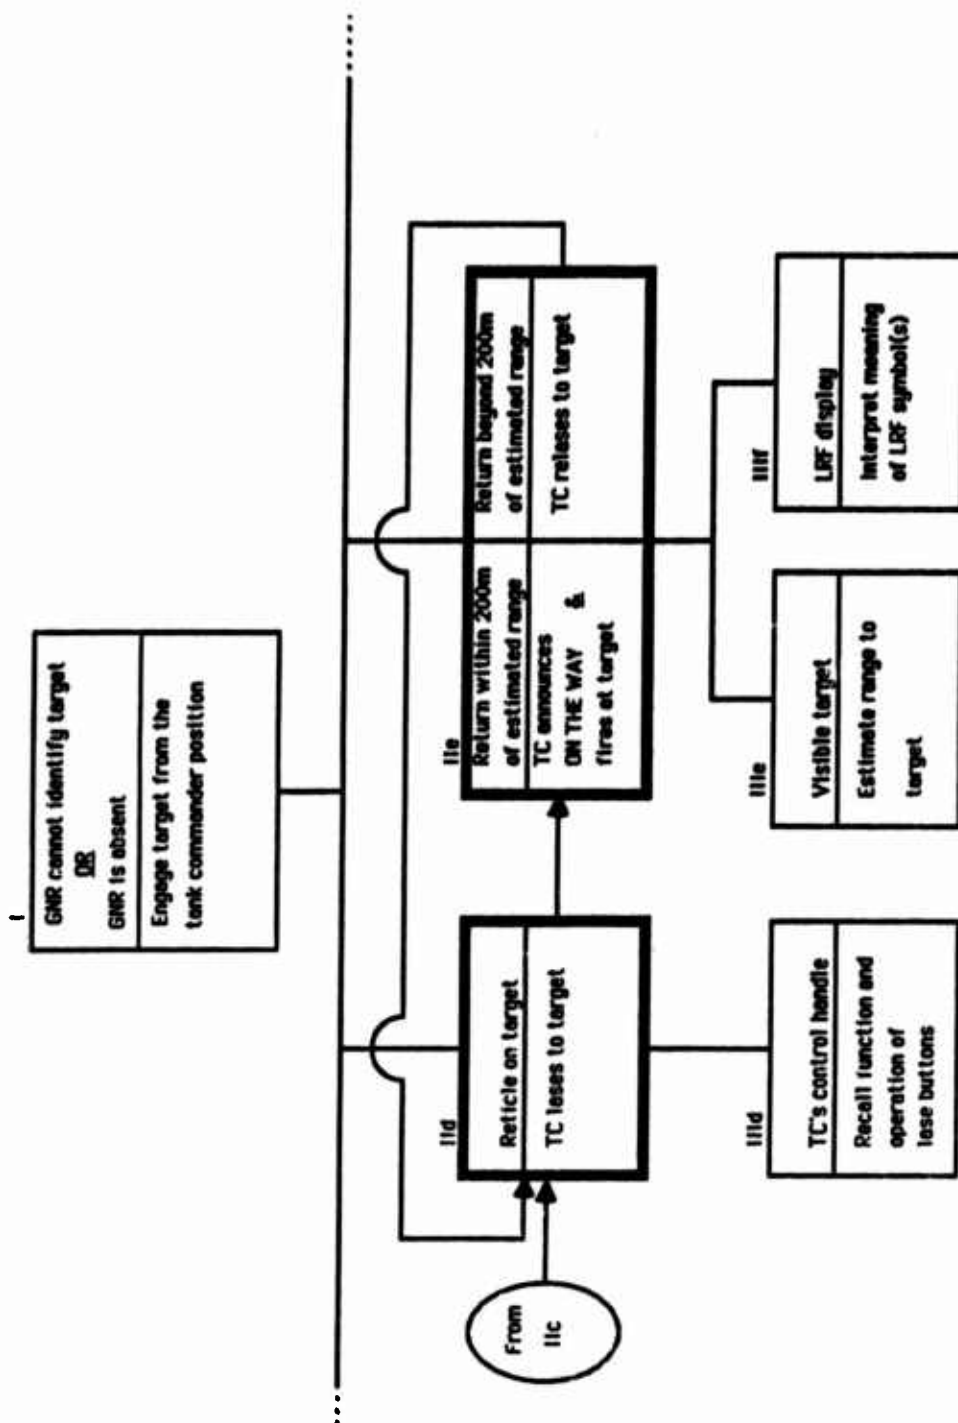 I
GNR cannot identify target
OR
GNR is absent
Engage target from the
tank commander position
IId
Reticle on target
TC lases to target
IIe
Return within 200m
of estimated range
TC announces
ON THE WAY &
fires at target
Return beyond 200m
of estimated range
TC relases to target
From
IIc
IIId
TC's control handle
Recall function and
operation of
lase buttons
IIIe
Visible target
Estimate range to
target
IIIf
LRF display
Interpret meaning
of LRF symbol(s)